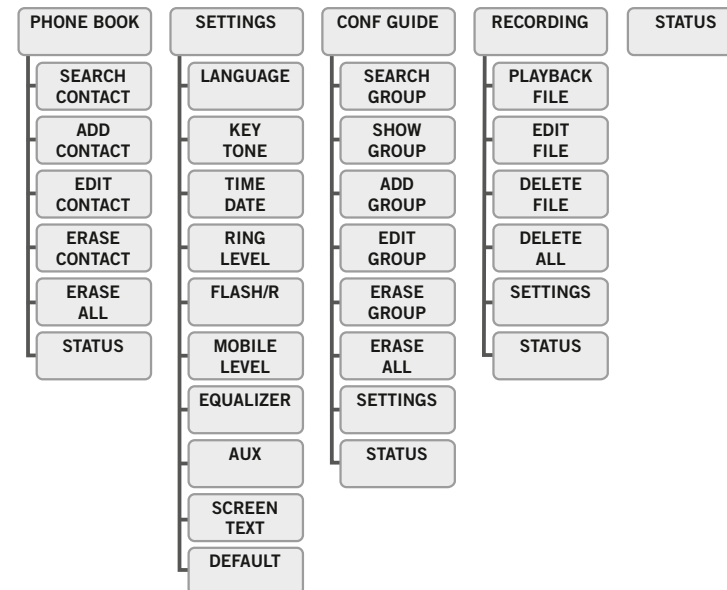 PHONE BOOK
SEARCH
CONTACT
ADD
CONTACT
EDIT
CONTACT
ERASE
CONTACT
ERASE
ALL
STATUS
SETTINGS
LANGUAGE
KEY
TONE
TIME
DATE
RING
LEVEL
FLASH/R
MOBILE
LEVEL
EQUALIZER
AUX
SCREEN
TEXT
DEFAULT
CONF GUIDE
SEARCH
GROUP
SHOW
GROUP
ADD
GROUP
EDIT
GROUP
ERASE
GROUP
ERASE
ALL
SETTINGS
STATUS
RECORDING
PLAYBACK
FILE
EDIT
FILE
DELETE
FILE
DELETE
ALL
SETTINGS
STATUS
STATUS